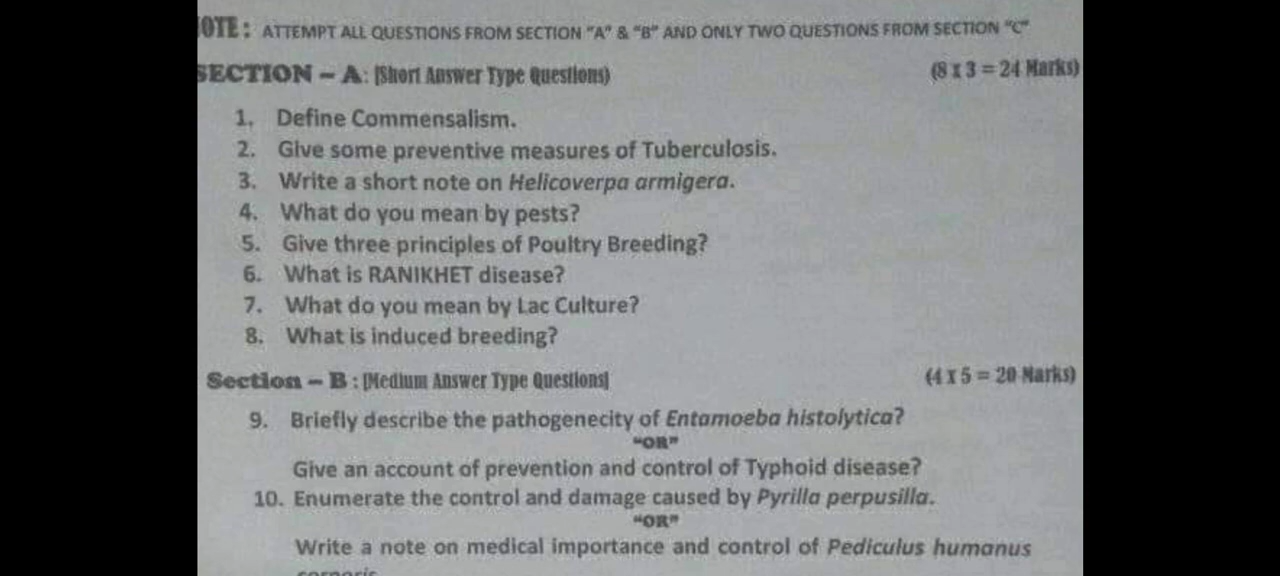 OTE: ATTEMPT ALL QUESTIONS FROM SECTION "A" & "B" AND ONLY TWO QUESTIONS FROM SECTION "C"
SECTION – A: [Short Answer Type Questions) (8 x 3 = 24 Marks)
1. Define Commensalism.
2. Give some preventive measures of Tuberculosis.
3. Write a short note on Helicoverpa armigera.
4. What do you mean by pests?
5. Give three principles of Poultry Breeding?
6. What is RANIKHET disease?
7. What do you mean by Lac Culture?
8. What is induced breeding?
Section – B : [Medium Answer Type Questions] (4 x 5 = 20 Marks)
9. Briefly describe the pathogenecity of Entamoeba histolytica?
"OR"
Give an account of prevention and control of Typhoid disease?
10. Enumerate the control and damage caused by Pyrilla perpusilla.
"OR"
Write a note on medical importance and control of Pediculus humanus